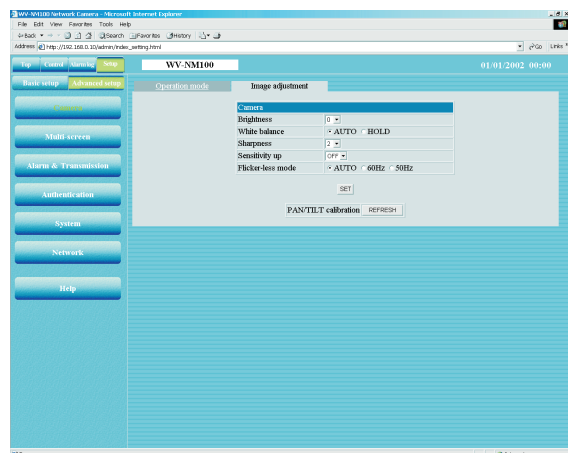 WV-NM100 Network Camera - Microsoft Internet Explorer
File Edit View Favorites Tools Help
Back Search Favorites History
Address http://192.168.0.10/admin/index_setting.html Go Links
Top Control Alarm log Setup WV-NM100 01/01/2002 00:00
Basic setup Advanced setup Operation mode Image adjustment
Camera
Brightness 0
Multi-screen White balance AUTO HOLD
Sharpness 2
Sensitivity up OFF
Alarm & Transmission Flicker-less mode AUTO 60Hz 50Hz
SET
Authentication
PAN/TILT calibration REFRESH
System
Network
Help